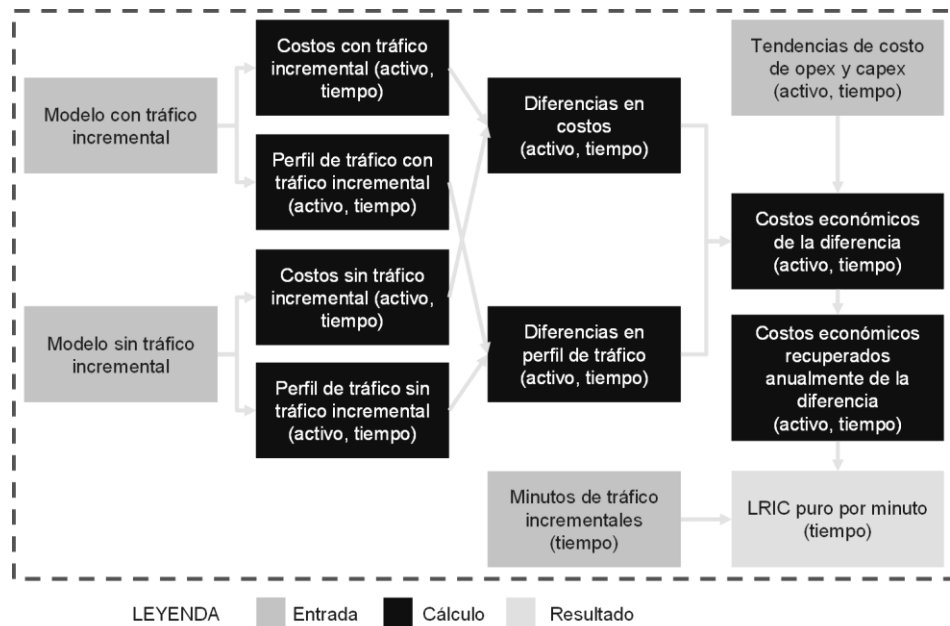 Modelo con tráfico
incremental
Modelo sin tráfico
incremental
Costos con tráfico
incremental (activo,
tiempo)
Perfil de tráfico con
tráfico incremental
(activo, tiempo)
Costos sin tráfico
incremental (activo,
tiempo)
Perfil de tráfico sin
tráfico incremental
(activo, tiempo)
Diferencias en
costos
(activo, tiempo)
Diferencias en
perfil de tráfico
(activo, tiempo)
Minutos de tráfico
incrementales
(tiempo)
Tendencias de costo
de opex y capex
(activo, tiempo)
Costos económicos
de la diferencia
(activo, tiempo)
Costos económicos
recuperados
anualmente de la
diferencia
(activo, tiempo)
LRIC puro por minuto
(tiempo)
LEYENDA Entrada Cálculo Resultado